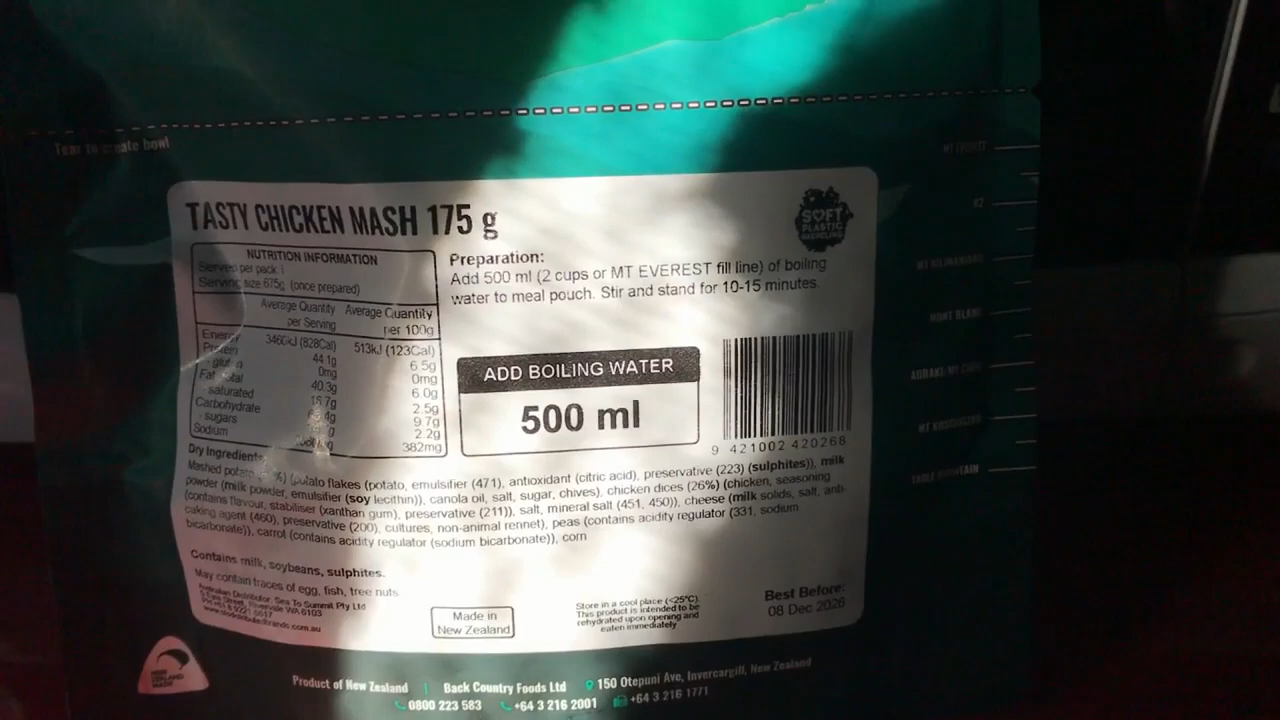 Tear to create bowl
MT EVEREST
K2
MT KILIMANJARO
MONT BLANC
AORAKI/MT COOK
MT KOSCIUSZKO
TABLE MOUNTAIN
TASTY CHICKEN MASH 175 g
SOFT
PLASTIC
RECYCLING
NUTRITION INFORMATION
Serves per pack 1
Serving size 675g (once prepared)
Average Quantity per Serving Average Quantity per 100g
Energy 3460kJ (828Cal) 513kJ (123Cal)
Protein 44.1g 6.5g
- gluten 0mg 0mg
Fat total 40.3g 6.0g
- saturated 16.7g 2.5g
Carbohydrate 9.7g
- sugars 2.2g
Sodium 382mg
Preparation:
Add 500 ml (2 cups or MT EVEREST fill line) of boiling
water to meal pouch. Stir and stand for 10-15 minutes.
ADD BOILING WATER
500 ml
9 421002 420268
Dry Ingredients
Mashed potato %) (potato flakes (potato, emulsifier (471), antioxidant (citric acid), preservative (223) (sulphites)), milk
powder (milk powder, emulsifier (soy lecithin)), canola oil, salt, sugar, chives), chicken dices (26%) (chicken, seasoning
(contains flavour, stabiliser (xanthan gum), preservative (211)), salt, mineral salt (451, 450)), cheese (milk solids, salt, anti-
caking agent (460), preservative (200), cultures, non-animal rennet), peas (contains acidity regulator (331, sodium
bicarbonate)), carrot (contains acidity regulator (sodium bicarbonate)), corn
Contains milk, soybeans, sulphites.
May contain traces of egg, fish, tree nuts
Australian Distributor: Sea To Summit Pty Ltd
Street, Rivervale WA 6103
PH +61 8 9221 6617
Made in
New Zealand
Store in a cool place (<25°C).
This product is intended to be
rehydrated upon opening and
eaten immediately
Best Before:
08 Dec 2026
NEW
ZEALAND
MADE
Product of New Zealand | Back Country Foods Ltd 150 Otepuni Ave, Invercargill, New Zealand
0800 223 583 +64 3 216 2001 +64 3 216 1771